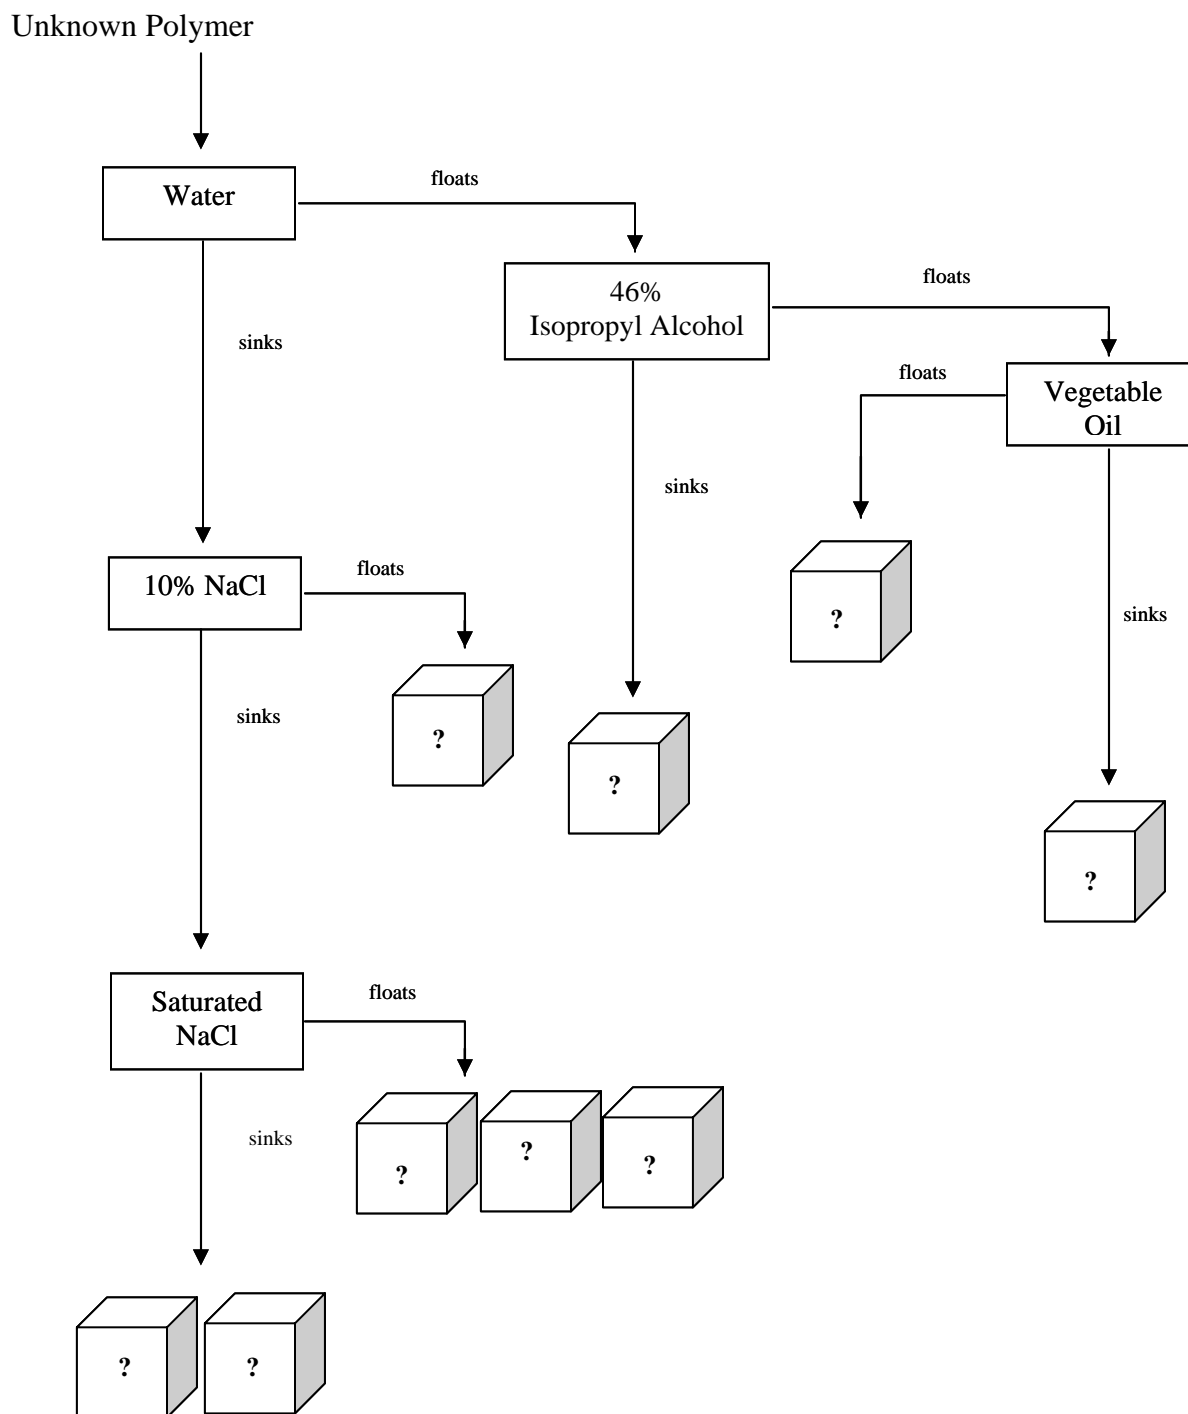 Unknown Polymer
Water
floats
46%
Isopropyl Alcohol
floats
sinks
floats
Vegetable
Oil
sinks
10% NaCl
floats
?
sinks
?
sinks
?
?
?
Saturated
NaCl
floats
sinks
?
?
?
?
?